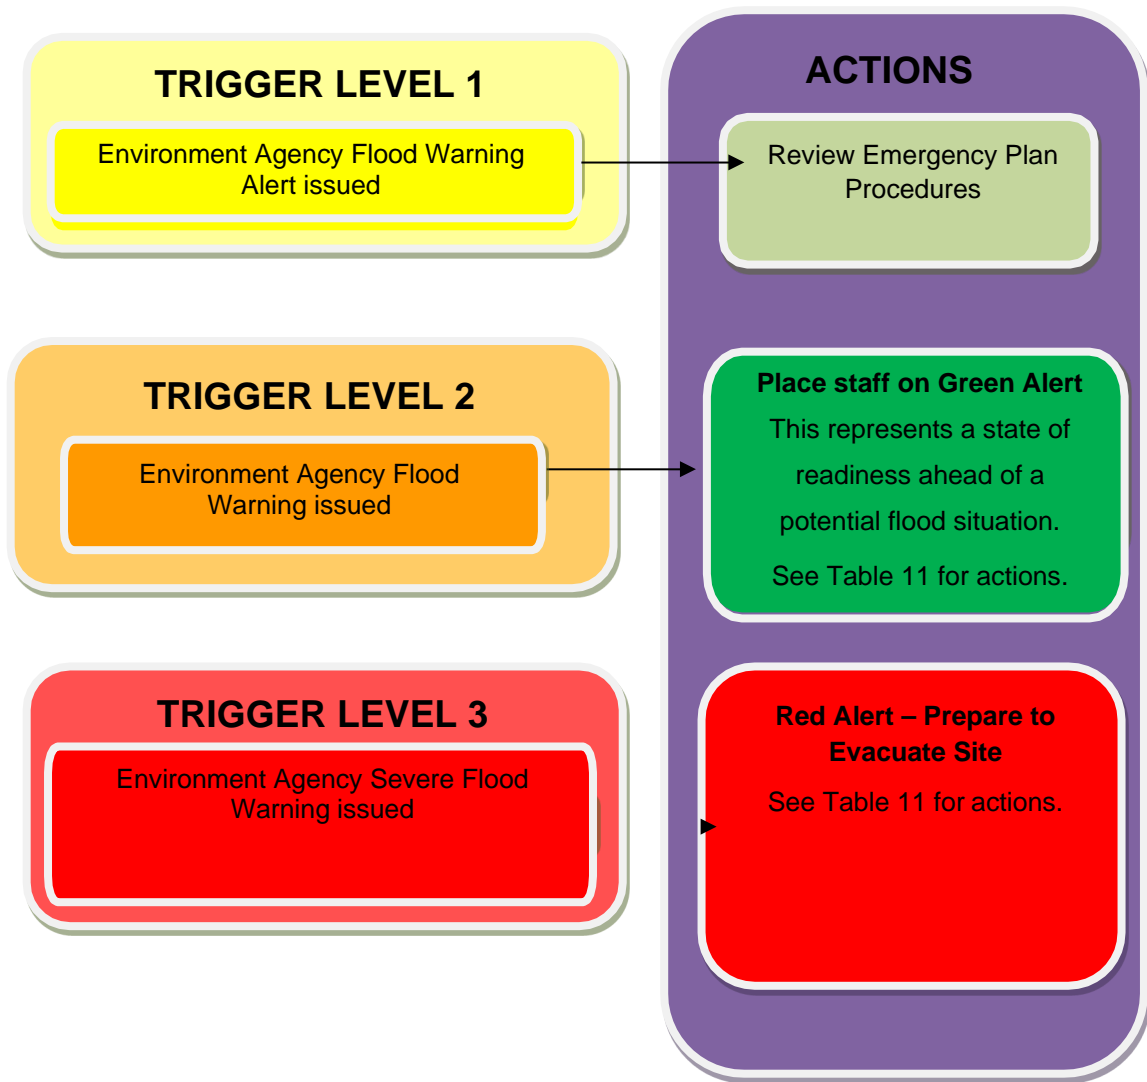 TRIGGER LEVEL 1
Environment Agency Flood Warning
Alert issued
ACTIONS
Review Emergency Plan
Procedures
TRIGGER LEVEL 2
Environment Agency Flood
Warning issued
Place staff on Green Alert
This represents a state of
readiness ahead of a
potential flood situation.
See Table 11 for actions.
TRIGGER LEVEL 3
Environment Agency Severe Flood
Warning issued
Red Alert – Prepare to
Evacuate Site
See Table 11 for actions.